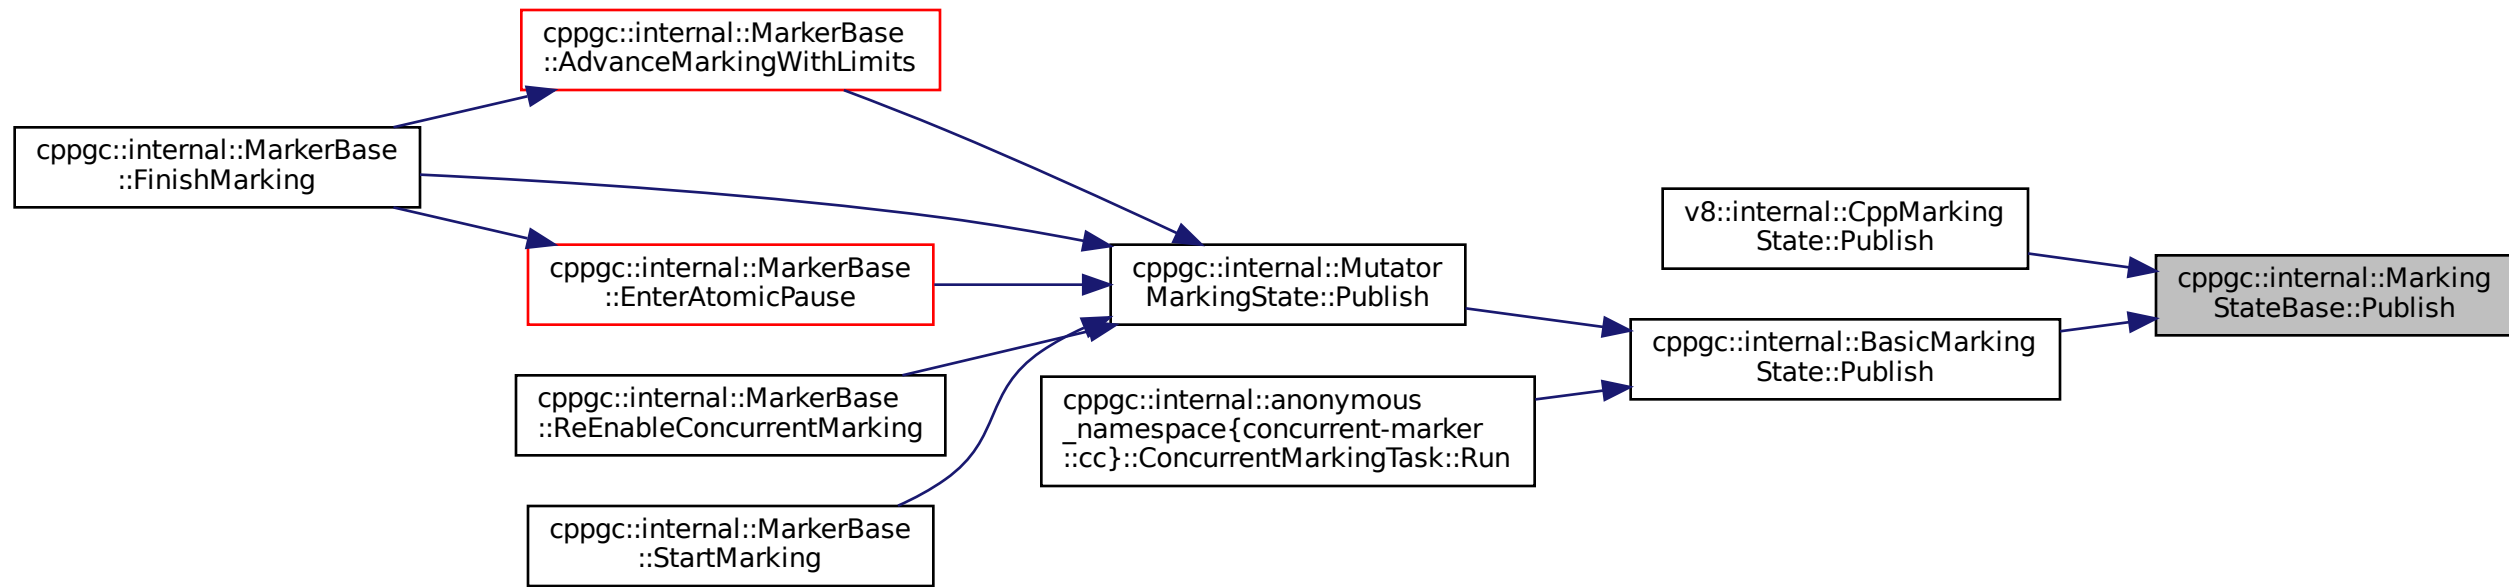 cppgc::internal::MarkerBase
::AdvanceMarkingWithLimits
cppgc::internal::MarkerBase
::FinishMarking
cppgc::internal::MarkerBase
::EnterAtomicPause
cppgc::internal::MarkerBase
::ReEnableConcurrentMarking
cppgc::internal::MarkerBase
::StartMarking
cppgc::internal::Mutator
MarkingState::Publish
cppgc::internal::anonymous
_namespace{concurrent-marker
::cc}::ConcurrentMarkingTask::Run
v8::internal::CppMarking
State::Publish
cppgc::internal::BasicMarking
State::Publish
cppgc::internal::Marking
StateBase::Publish